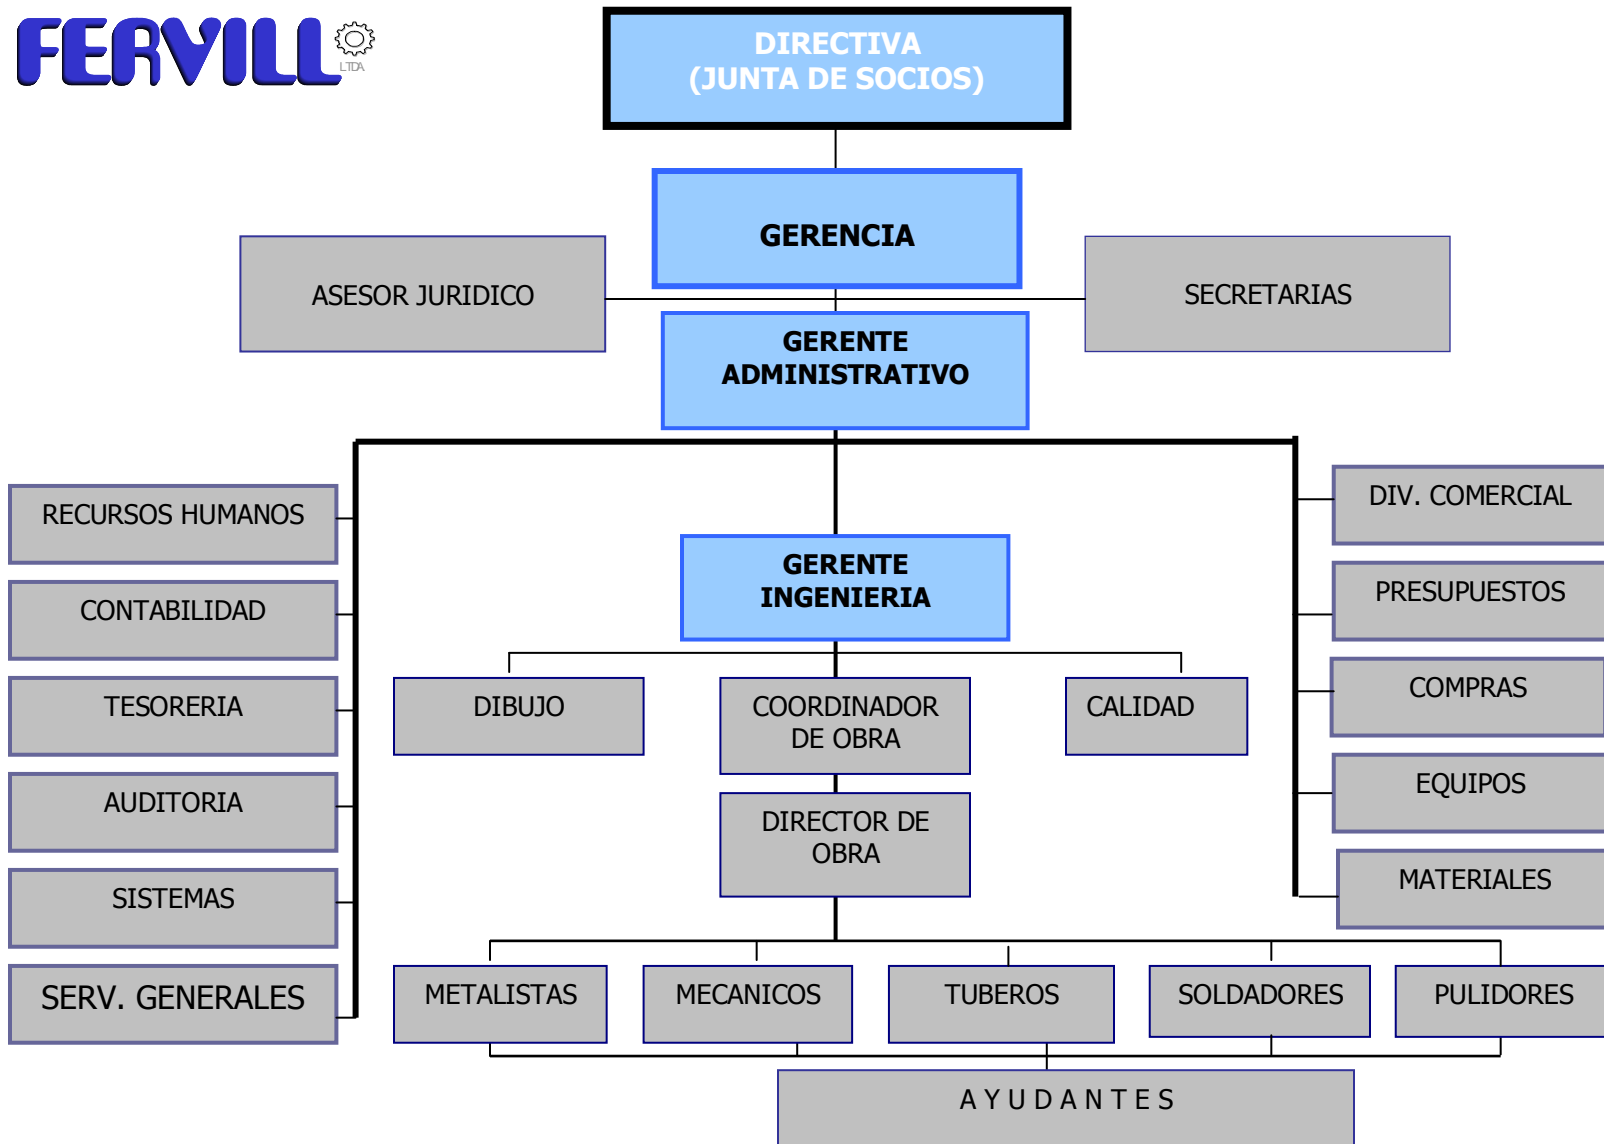 FERVILL
LTDA
DIRECTIVA
(JUNTA DE SOCIOS)
GERENCIA
ASESOR JURIDICO
SECRETARIAS
GERENTE
ADMINISTRATIVO
RECURSOS HUMANOS
CONTABILIDAD
TESORERIA
AUDITORIA
SISTEMAS
SERV. GENERALES
GERENTE
INGENIERIA
DIBUJO
COORDINADOR
DE OBRA
CALIDAD
DIRECTOR DE
OBRA
DIV. COMERCIAL
PRESUPUESTOS
COMPRAS
EQUIPOS
MATERIALES
METALISTAS
MECANICOS
TUBEROS
SOLDADORES
PULIDORES
A Y U D A N T E S